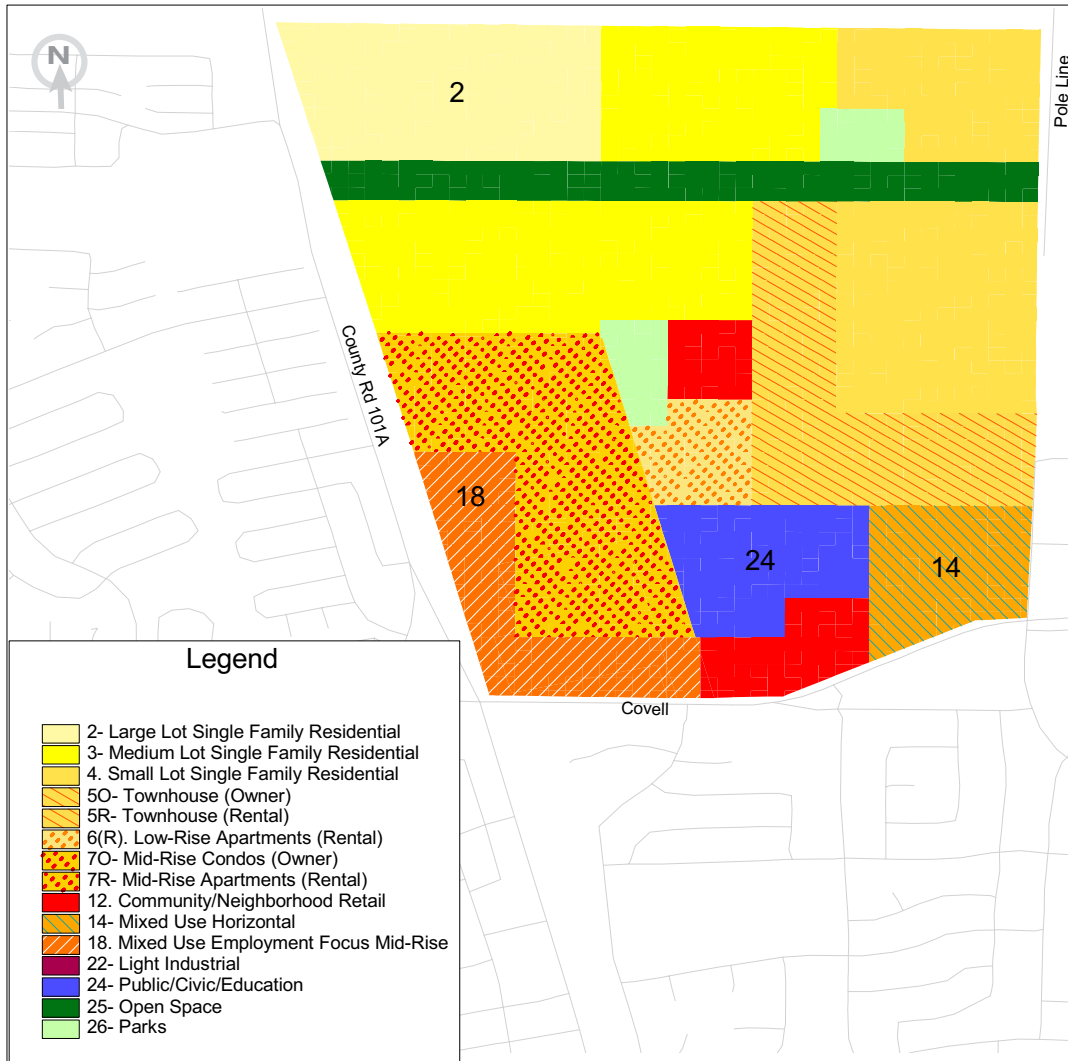 N
Pole Line
2
County Rd 101A
18
24
14
Covell
Legend
2- Large Lot Single Family Residential
3- Medium Lot Single Family Residential
4. Small Lot Single Family Residential
5O- Townhouse (Owner)
5R- Townhouse (Rental)
6(R). Low-Rise Apartments (Rental)
7O- Mid-Rise Condos (Owner)
7R- Mid-Rise Apartments (Rental)
12. Community/Neighborhood Retail
14- Mixed Use Horizontal
18. Mixed Use Employment Focus Mid-Rise
22- Light Industrial
24- Public/Civic/Education
25- Open Space
26- Parks